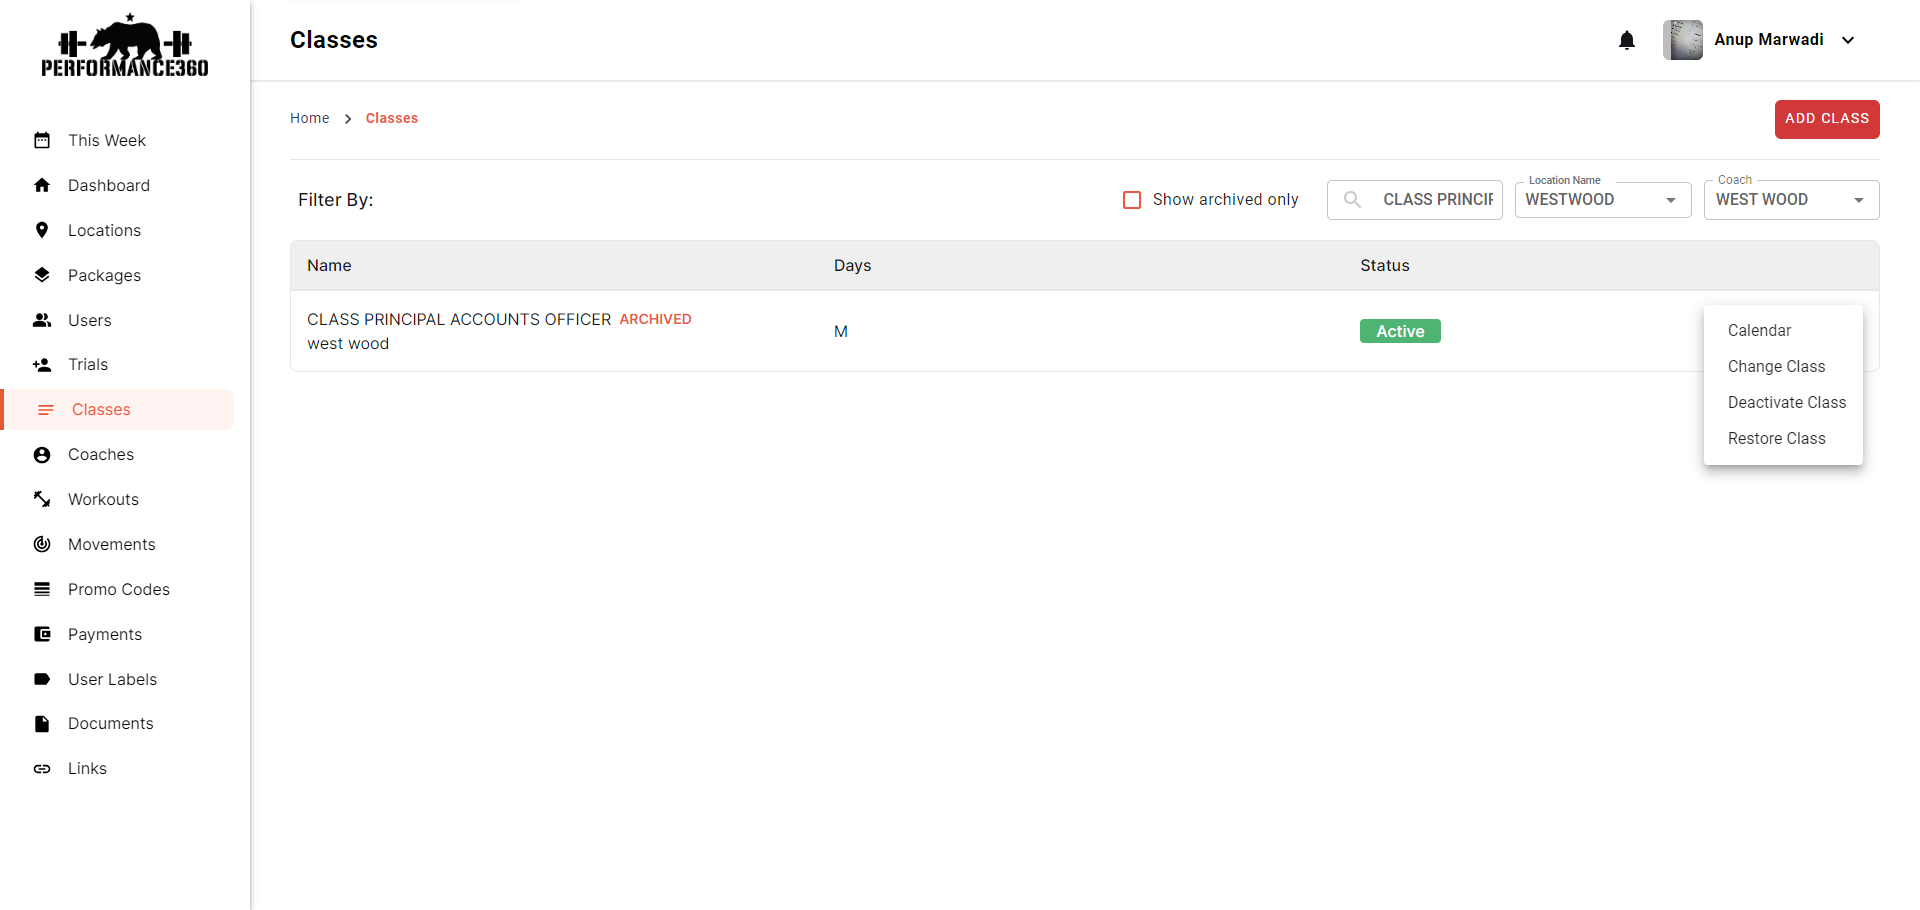 PERFORMANCE360
This Week
Dashboard
Locations
Packages
Users
Trials
Classes
Coaches
Workouts
Movements
Promo Codes
Payments
User Labels
Documents
Links
Classes
Anup Marwadi
Home > Classes
ADD CLASS
Filter By:
Show archived only
CLASS PRINCIP
Location Name
WESTWOOD
Coach
WEST WOOD
Name Days Status
CLASS PRINCIPAL ACCOUNTS OFFICER ARCHIVED
west wood
M
Active
Calendar
Change Class
Deactivate Class
Restore Class